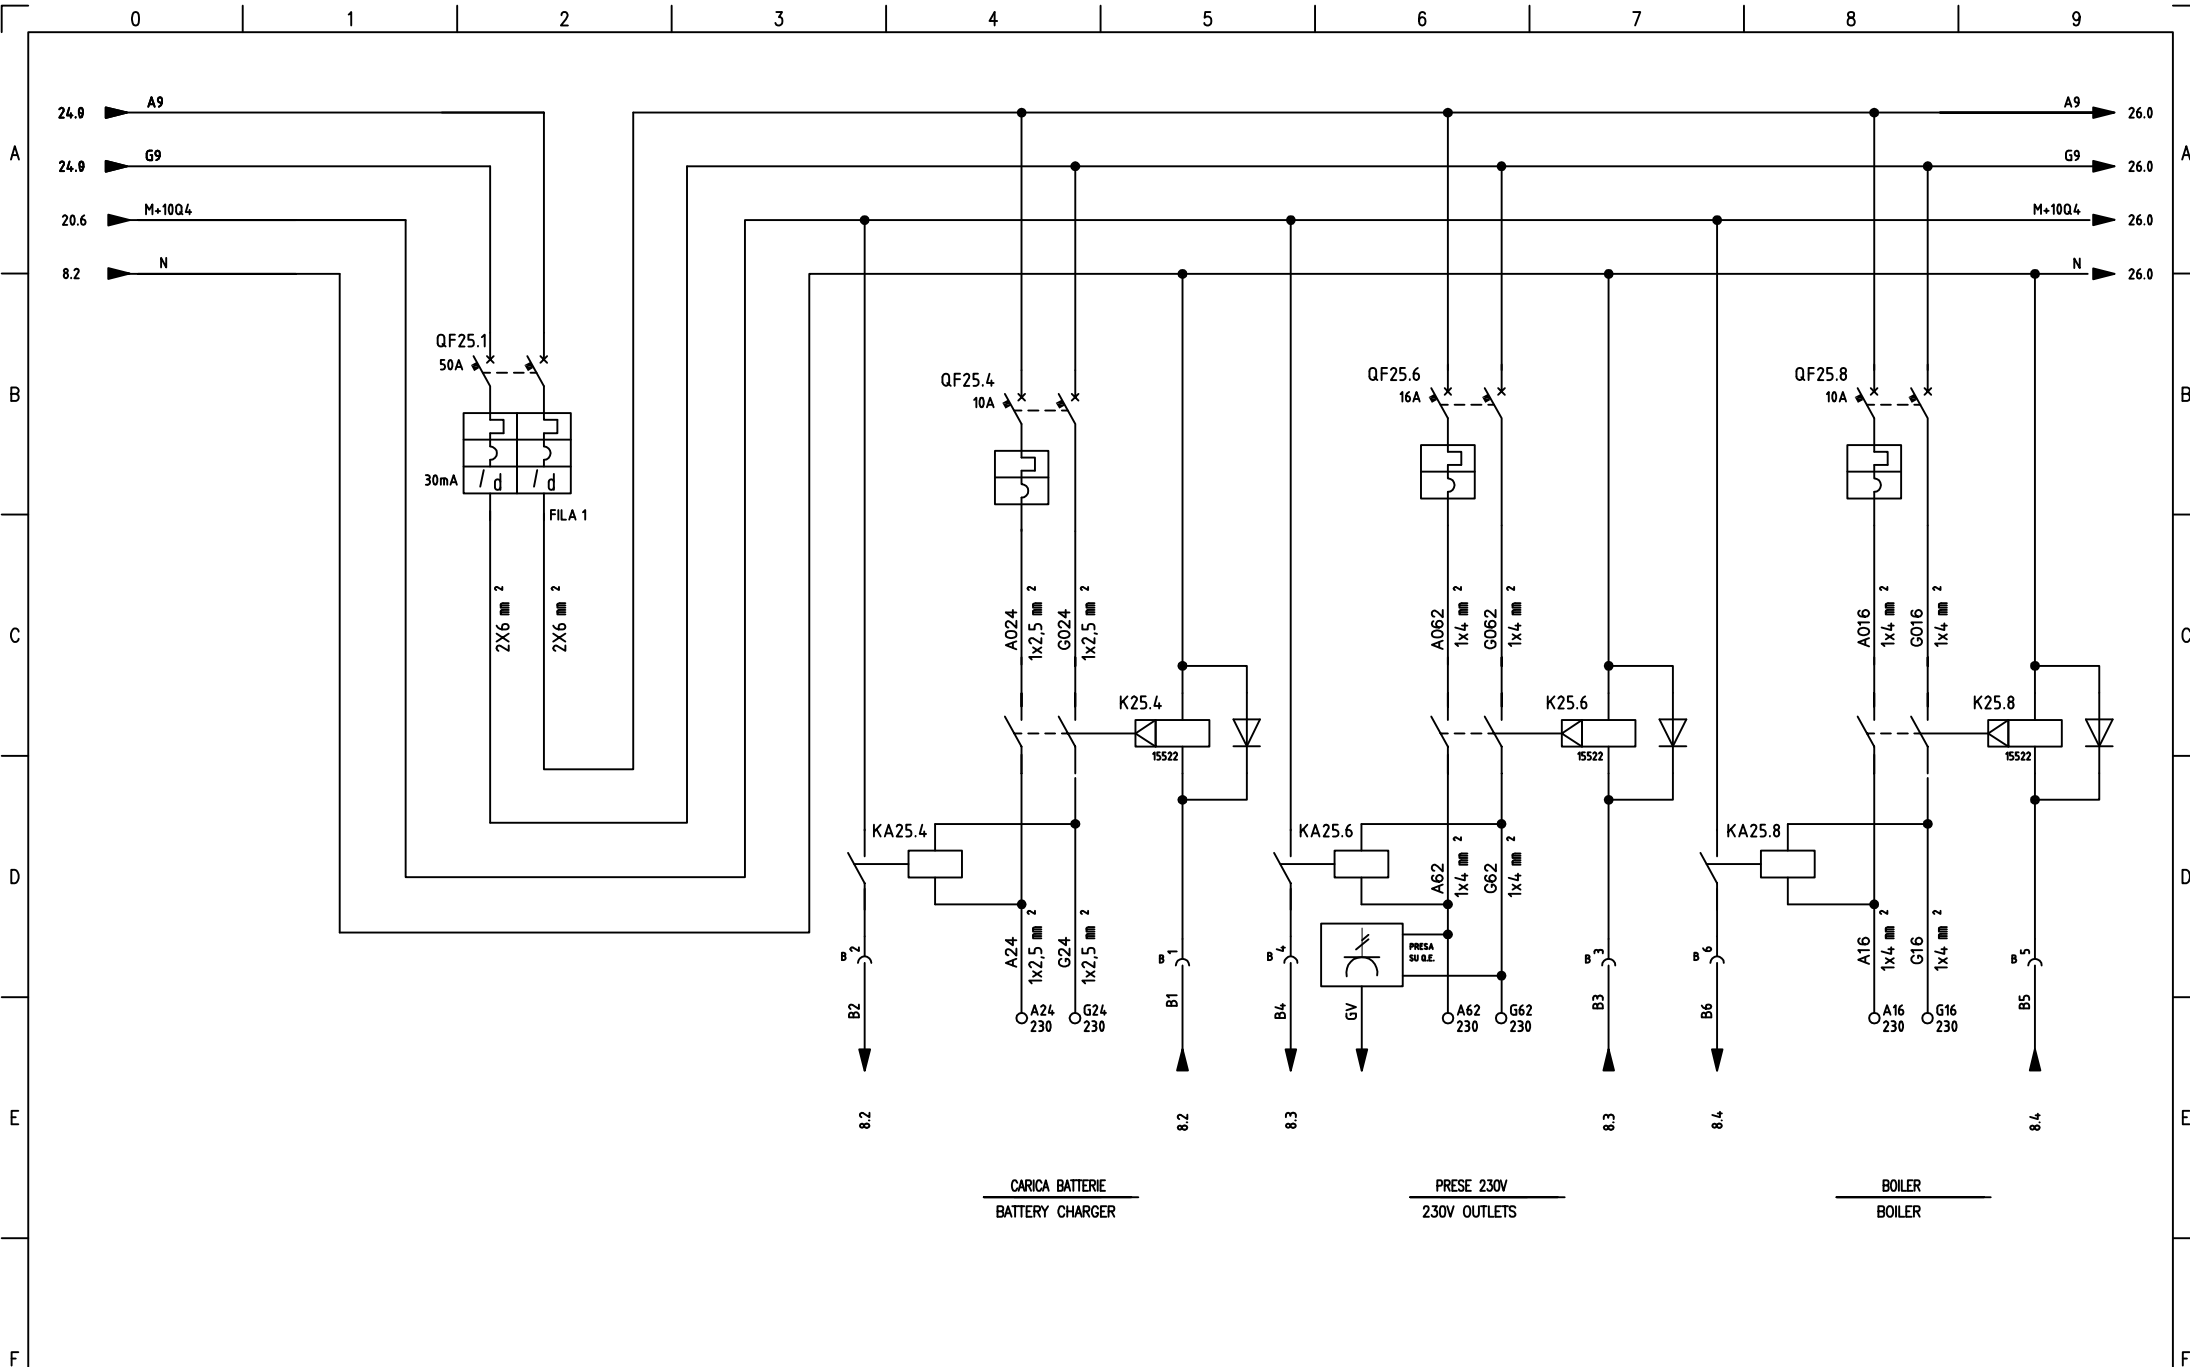 0 1 2 3 4 5 6 7 8 9
24.9 A9 A9 26.0
A A
24.9 G9 G9 26.0
20.6 M+10Q4 M+10Q4 26.0
8.2 N N 26.0
QF25.1
50A
30mA
d d
FILA 1
B B
QF25.4
10A
QF25.6
16A
QF25.8
10A
2X6 mm 2
2X6 mm 2
C C
A024
1x2,5 mm 2
G024
1x2,5 mm 2
A062
1x4 mm 2
G062
1x4 mm 2
A016
1x4 mm 2
G016
1x4 mm 2
K25.4
15522
K25.6
15522
K25.8
15522
KA25.4
KA25.6
KA25.8
D D
A62
1x4 mm 2
G62
1x4 mm 2
A24
1x2,5 mm 2
G24
1x2,5 mm 2
A16
1x4 mm 2
G16
1x4 mm 2
PRESA
SU Q.E.
B 2
B 1
B 4
B 3
B 6
B 5
B2
B1
B4
GV
B3
B6
B5
A24
230
G24
230
A62
230
G62
230
A16
230
G16
230
E E
8.2
8.2
8.3
8.3
8.4
8.4
CARICA BATTERIE
BATTERY CHARGER
PRESE 230V
230V OUTLETS
BOILER
BOILER
F F